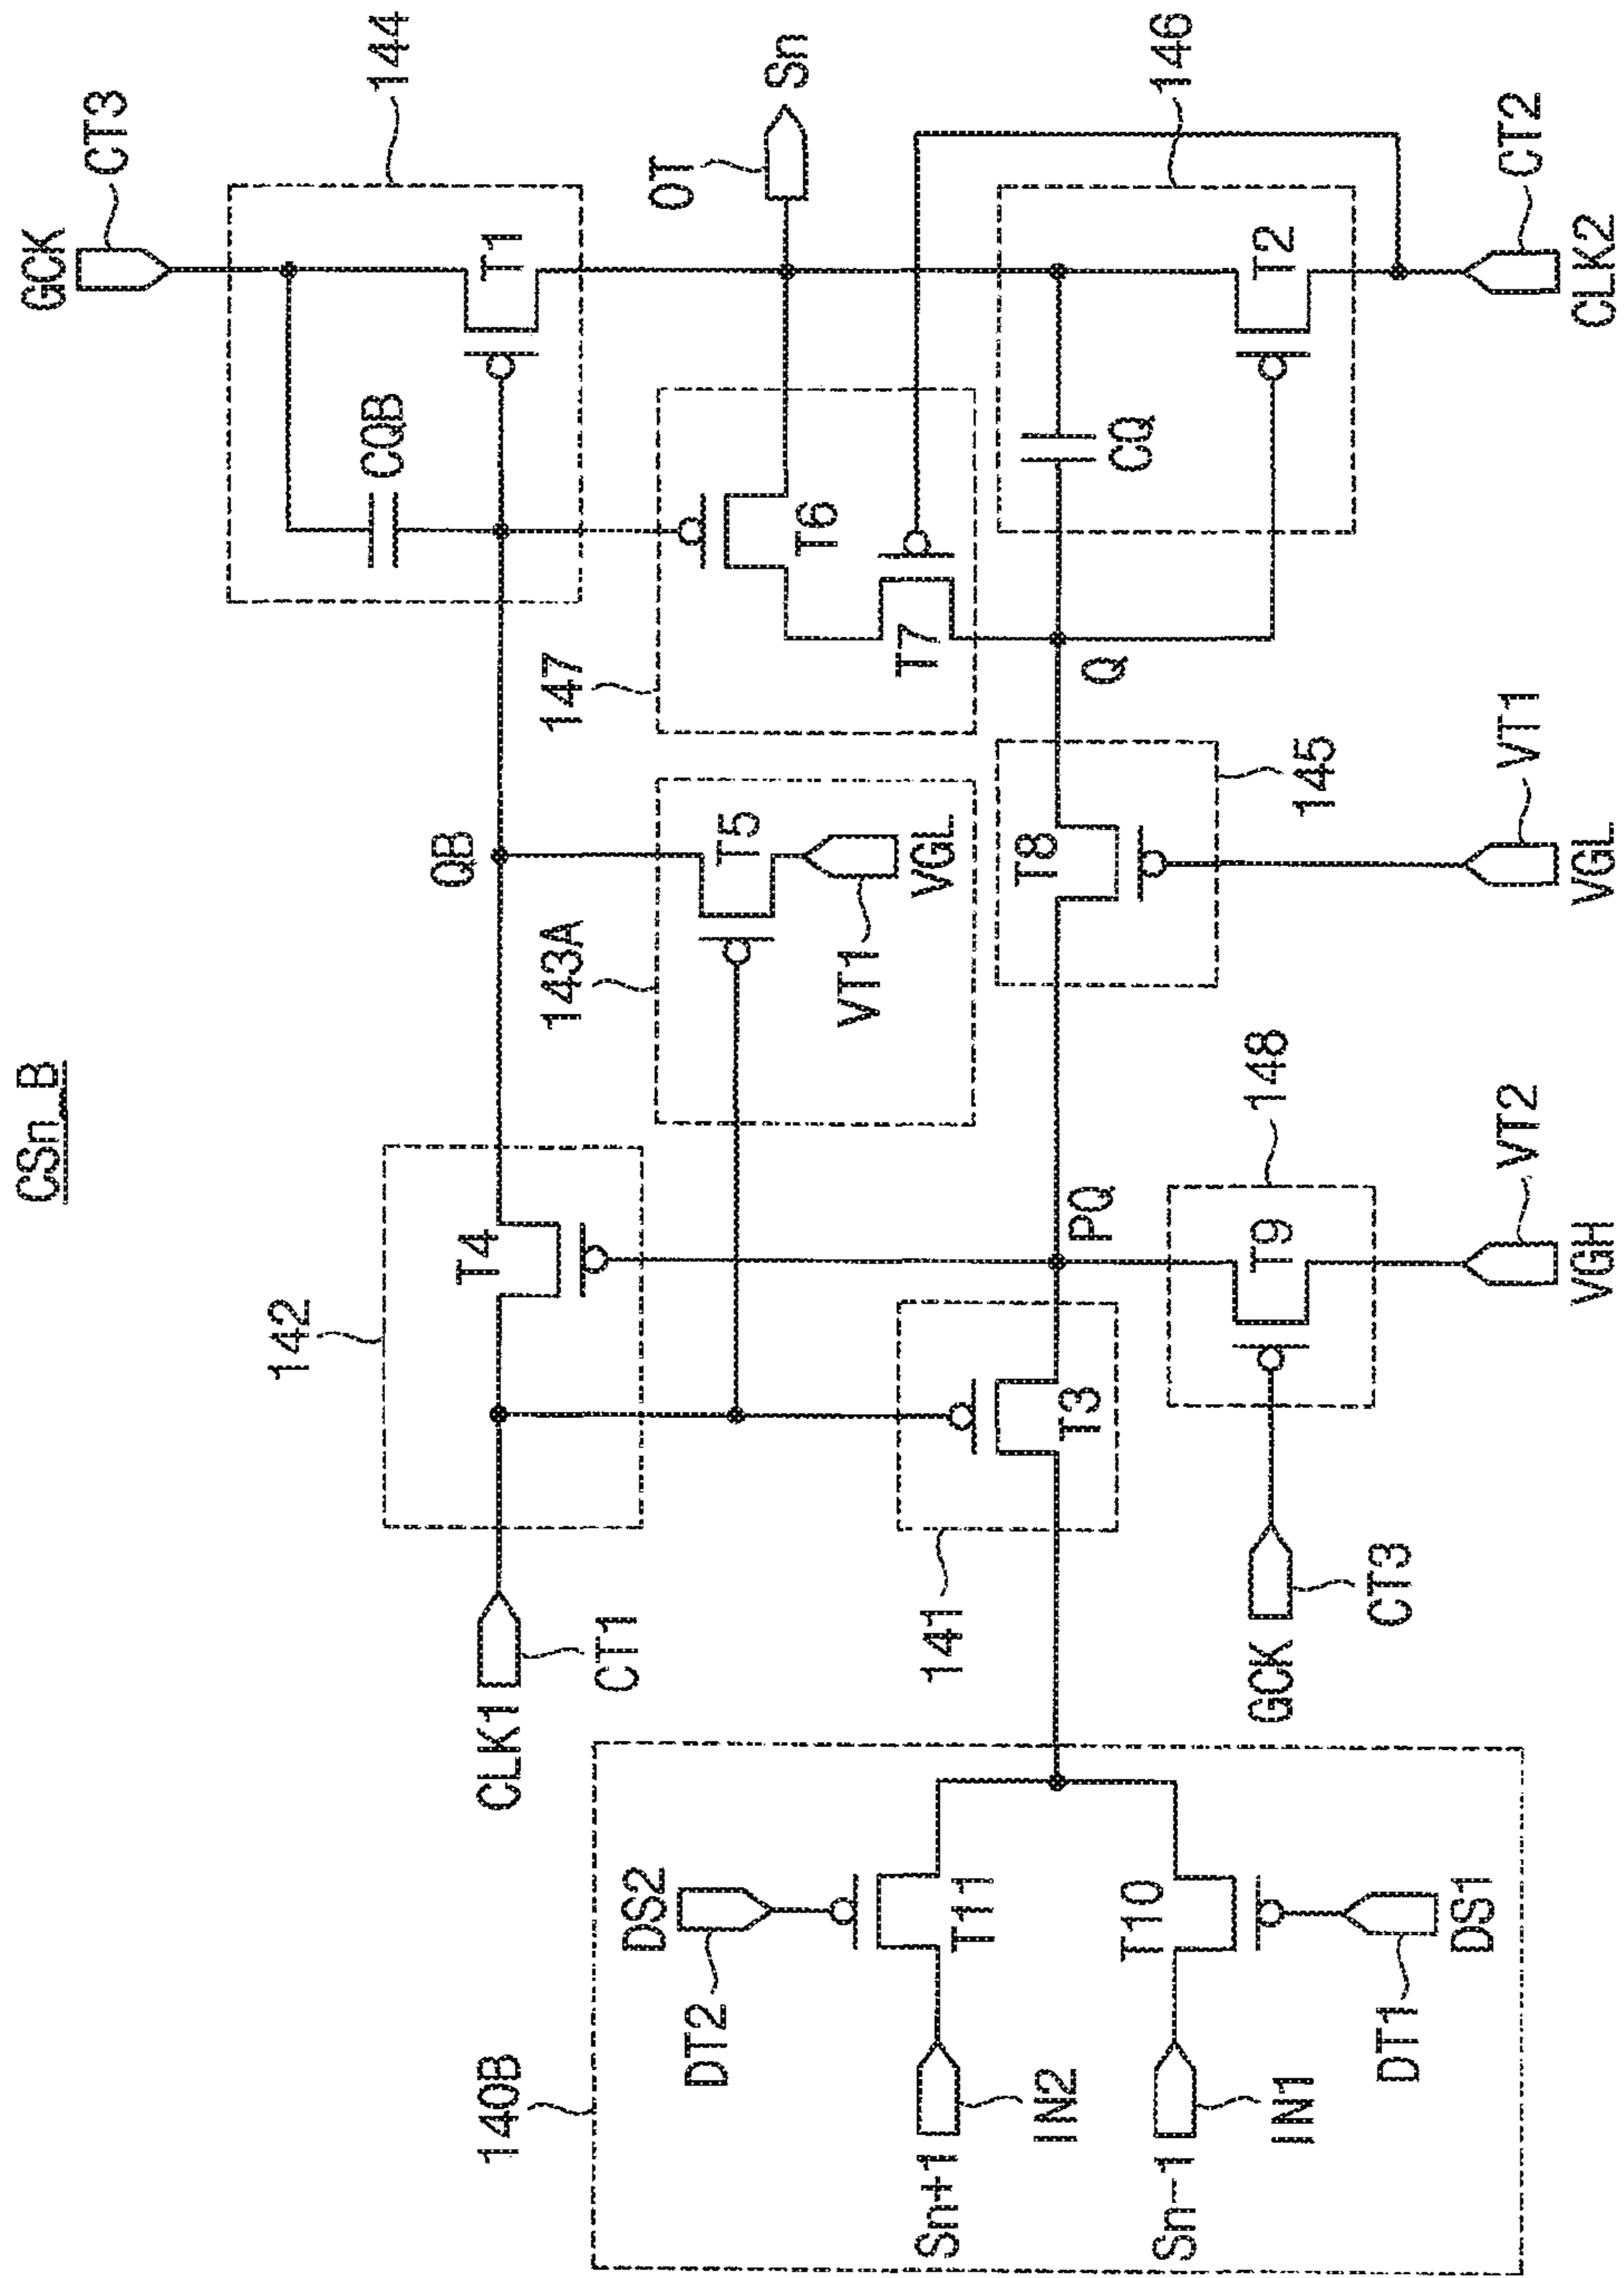 CSn_B
GCK
CT3
144
CQB
T1
QB
142
T4
CLK1
CT1
143A
T5
VT1
VGL
147
T6
T7
OT
Sn
140B
DS2
DT2
T11
Sn+1
IN2
T10
Sn-1
IN1
DT1
DS1
141
T3
PQ
T8
145
Q
CQ
T2
146
148
T9
GCK
CT3
VT2
VGH
VT1
VGL
CT2
CLK2